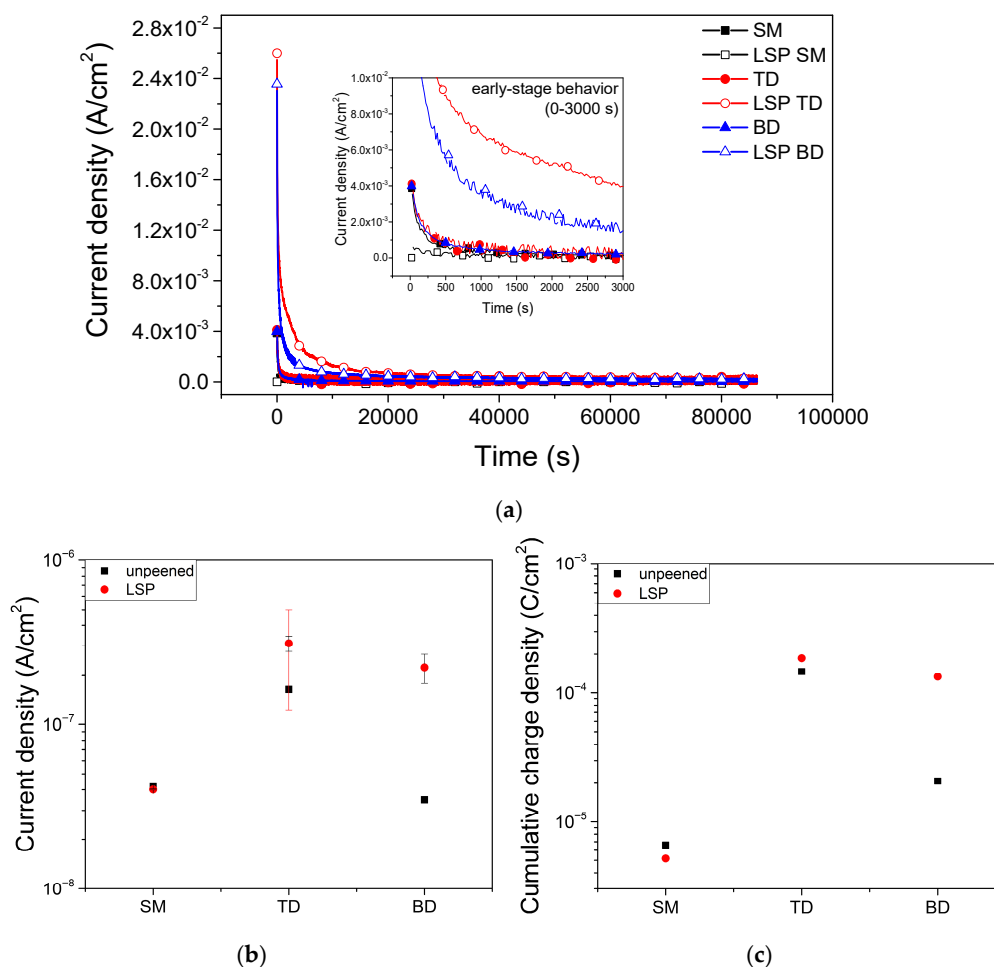 2.8x10⁻²
2.4x10⁻²
2.0x10⁻²
1.6x10⁻²
1.2x10⁻²
8.0x10⁻³
4.0x10⁻³
0.0
Current density (A/cm²)
0
20000
40000
60000
80000
100000
Time (s)
SM
LSP SM
TD
LSP TD
BD
LSP BD
early-stage behavior
(0-3000 s)
1.0x10⁻²
8.0x10⁻³
6.0x10⁻³
4.0x10⁻³
2.0x10⁻³
0.0
Current density (A/cm²)
0
500
1000
1500
2000
2500
3000
Time (s)
(a)
10⁻⁶
10⁻⁷
10⁻⁸
Current density (A/cm²)
unpeened
LSP
SM
TD
BD
(b)
10⁻³
10⁻⁴
10⁻⁵
Cumulative charge density (C/cm²)
unpeened
LSP
SM
TD
BD
(c)